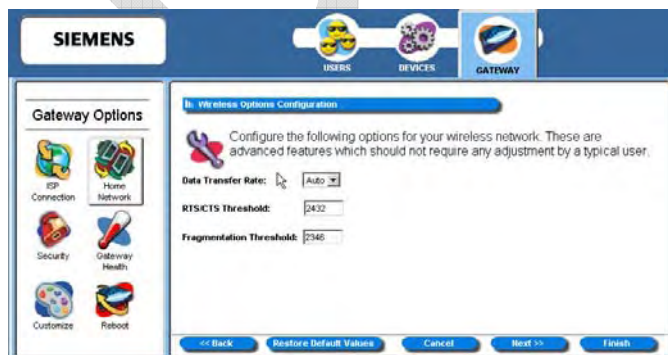 SIEMENS
USERS
DEVICES
GATEWAY
Gateway Options
ISP
Connection
Home
Network
Security
Gateway
Health
Customize
Reboot
Wireless Options Configuration
Configure the following options for your wireless network. These are
advanced features which should not require any adjustment by a typical user.
Data Transfer Rate: Auto
RTS/CTS Threshold: 2432
Fragmentation Threshold: 2346
<< Back
Restore Default Values
Cancel
Next >>
Finish